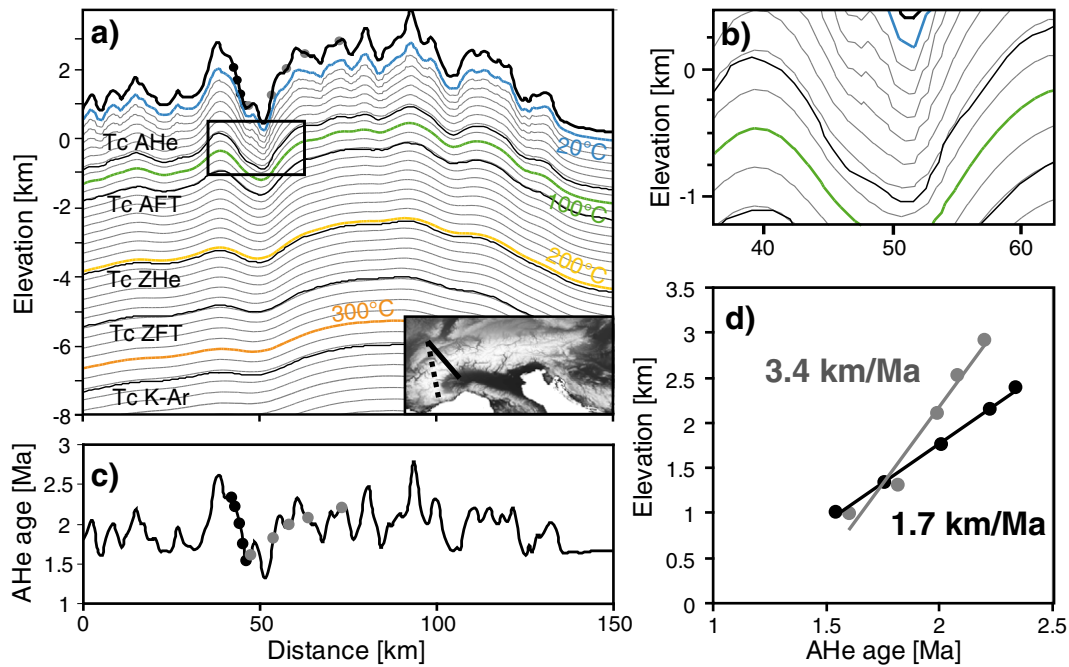 a)
Elevation [km]
2
0
-2
-4
-6
-8
Tc AHe
Tc AFT
Tc ZHe
Tc ZFT
Tc K-Ar
20°C
100°C
200°C
300°C
0
50
100
150
b)
Elevation [km]
0
-1
40
50
60
c)
AHe age [Ma]
3
2.5
2
1.5
1
0
50
100
150
Distance [km]
d)
Elevation [km]
3.5
3
2.5
2
1.5
1
0.5
0
3.4 km/Ma
1.7 km/Ma
1
1.5
2
2.5
AHe age [Ma]